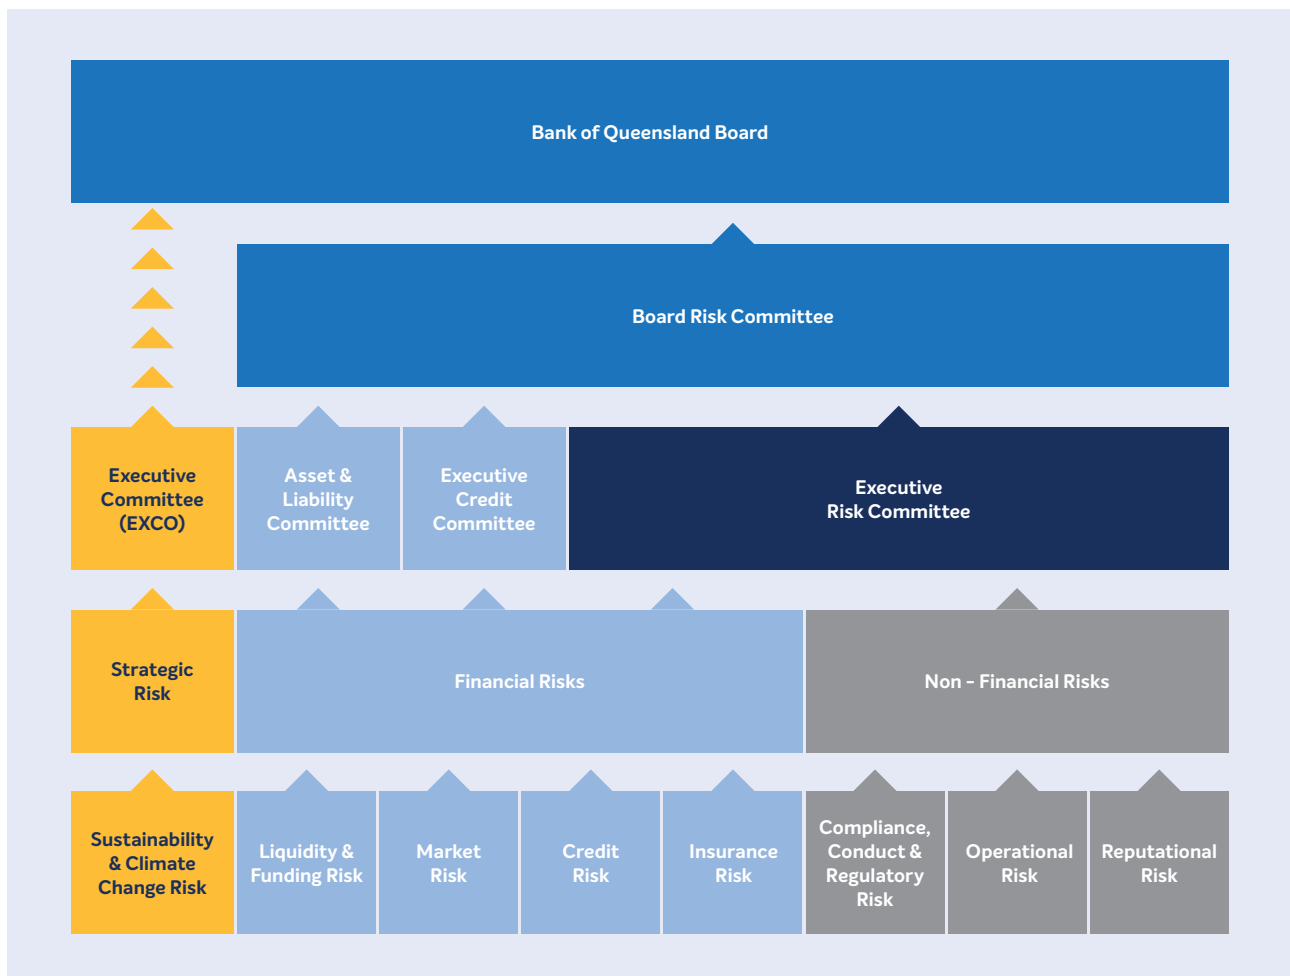 Bank of Queensland Board
Board Risk Committee
Executive
Committee
(EXCO)
Asset &
Liability
Committee
Executive
Credit
Committee
Executive
Risk Committee
Strategic
Risk
Financial Risks
Non - Financial Risks
Sustainability
& Climate
Change Risk
Liquidity &
Funding Risk
Market
Risk
Credit
Risk
Insurance
Risk
Compliance,
Conduct &
Regulatory
Risk
Operational
Risk
Reputational
Risk